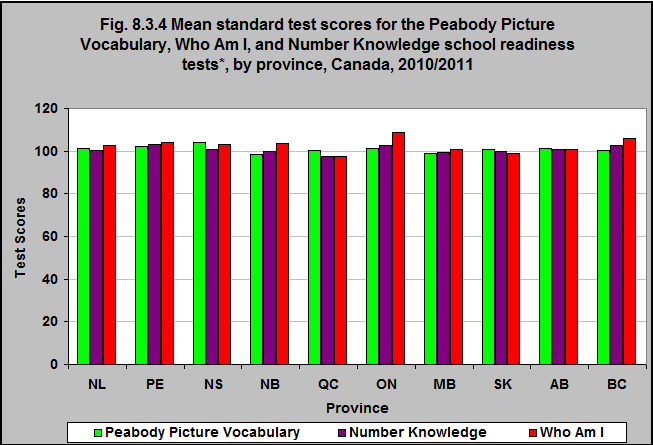 Fig. 8.3.4 Mean standard test scores for the Peabody Picture
Vocabulary, Who Am I, and Number Knowledge school readiness
tests*, by province, Canada, 2010/2011
120
100
80
60
40
20
0
Test Scores
NL PE NS NB QC ON MB SK AB BC
Province
Peabody Picture Vocabulary Number Knowledge Who Am I